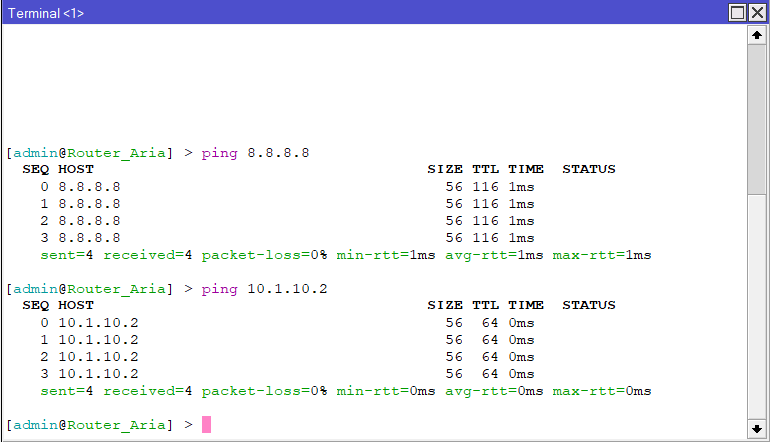 Terminal <1>
[admin@Router_Aria] > ping 8.8.8.8
SEQ HOST SIZE TTL TIME STATUS
0 8.8.8.8 56 116 1ms
1 8.8.8.8 56 116 1ms
2 8.8.8.8 56 116 1ms
3 8.8.8.8 56 116 1ms
sent=4 received=4 packet-loss=0% min-rtt=1ms avg-rtt=1ms max-rtt=1ms
[admin@Router_Aria] > ping 10.1.10.2
SEQ HOST SIZE TTL TIME STATUS
0 10.1.10.2 56 64 0ms
1 10.1.10.2 56 64 0ms
2 10.1.10.2 56 64 0ms
3 10.1.10.2 56 64 0ms
sent=4 received=4 packet-loss=0% min-rtt=0ms avg-rtt=0ms max-rtt=0ms
[admin@Router_Aria] >